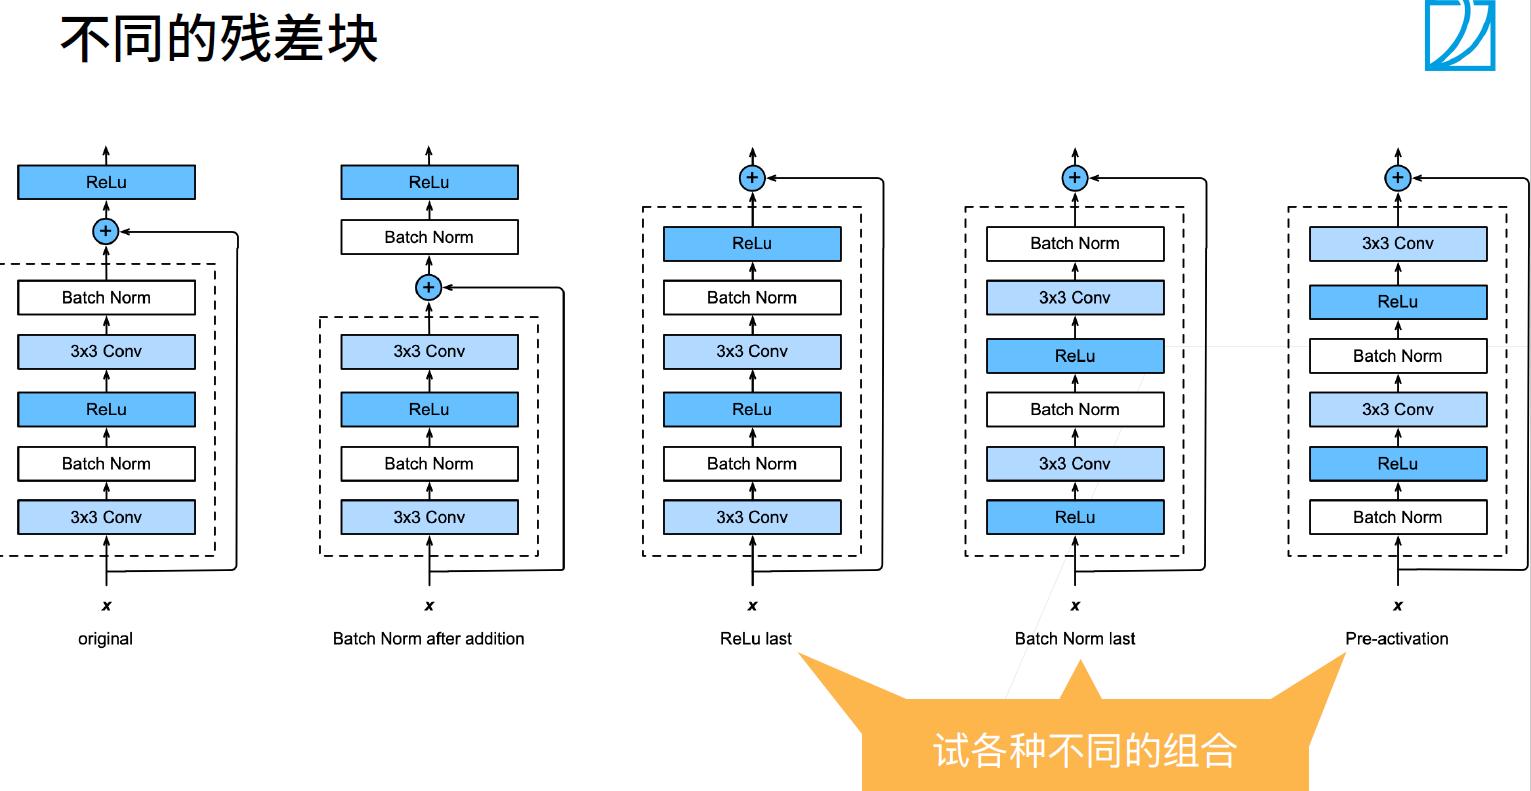 不同的残差块
ReLu
Batch Norm
3x3 Conv
ReLu
Batch Norm
3x3 Conv
x
original
ReLu
Batch Norm
3x3 Conv
ReLu
Batch Norm
3x3 Conv
x
Batch Norm after addition
ReLu
Batch Norm
3x3 Conv
ReLu
Batch Norm
3x3 Conv
x
ReLu last
Batch Norm
3x3 Conv
ReLu
Batch Norm
3x3 Conv
ReLu
x
Batch Norm last
3x3 Conv
ReLu
Batch Norm
3x3 Conv
ReLu
Batch Norm
x
Pre-activation
试各种不同的组合